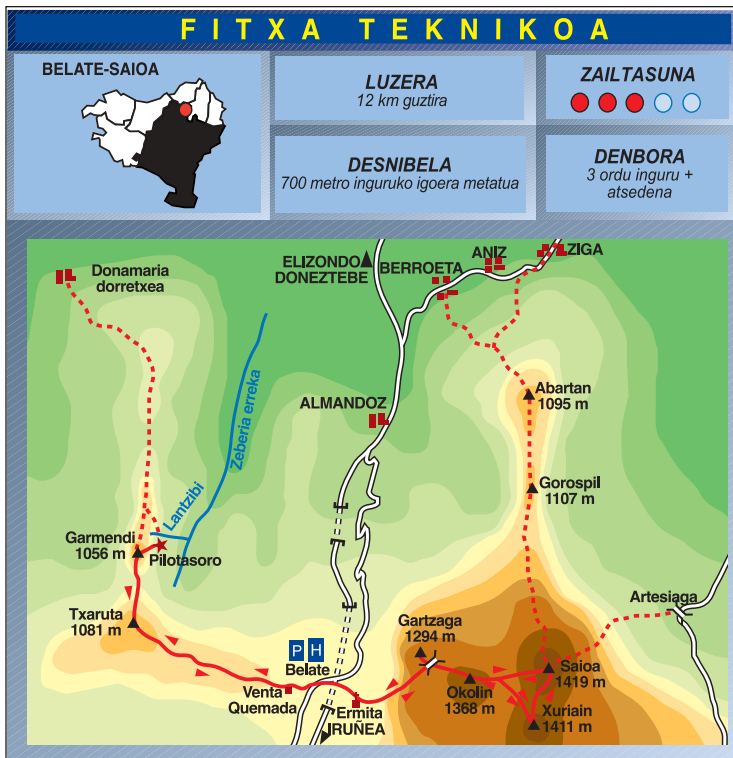 FITXA TEKNIKOA
BELATE-SAIOA
LUZERA
12 km guztira
ZAILTASUNA
DESNIBELA
700 metro inguruko igoera metatua
DENBORA
3 ordu inguru +
atsedena
Donamaria
dorretxea
ELIZONDO
DONEZTEBE
BERROETA
ANIZ
ZIGA
Abartan
1095 m
ALMANDOZ
Zeberia erreka
Gorospil
1107 m
Lantzibi
Garmendi
1056 m
Pilotasoro
Artesiaga
Txaruta
1081 m
Gartzaga
1294 m
P H
Belate
Saioa
1419 m
Okolin
1368 m
Venta
Quemada
Ermita
IRUÑEA
Xuriain
1411 m